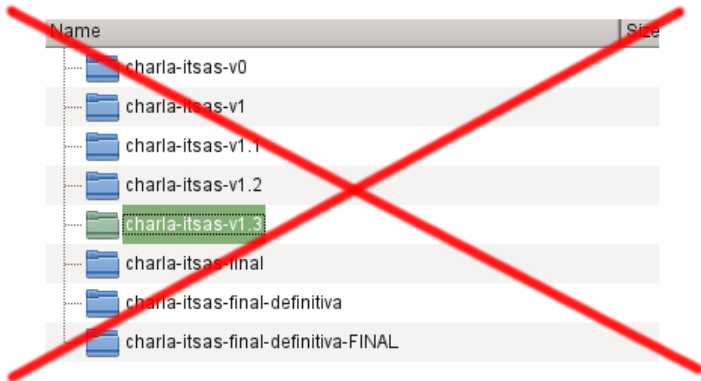 Name Size
charla-itsas-v0
charla-itsas-v1
charla-itsas-v1.1
charla-itsas-v1.2
charla-itsas-v1.3
charla-itsas-final
charla-itsas-final-definitiva
charla-itsas-final-definitiva-FINAL